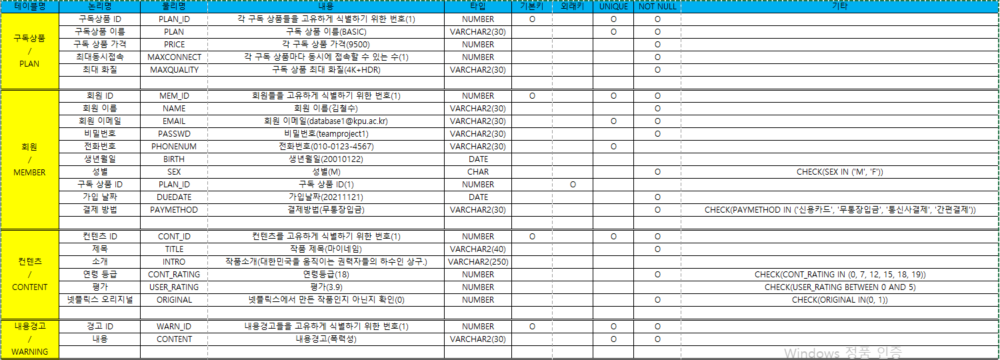 테이블명 논리명 물리명 내용 타입 기본키 외래키 UNIQUE NOT NULL 기타
구독상품 / PLAN
구독상품 ID PLAN_ID 각 구독 상품들을 고유하게 식별하기 위한 번호(1) NUMBER O O O
구독상품 이름 PLAN 구독 상품 이름(BASIC) VARCHAR2(30) O O
구독 상품 가격 PRICE 각 구독 상품 가격(9500) NUMBER O
최대동시접속 MAXCONNECT 각 구독 상품마다 동시에 접속할 수 있는 수(1) NUMBER O
최대 화질 MAXQUALITY 구독 상품 최대 화질(4K+HDR) VARCHAR2(30) O
회원 / MEMBER
회원 ID MEM_ID 회원들을 고유하게 식별하기 위한 번호(1) NUMBER O O O
회원 이름 NAME 회원 이름(김철수) VARCHAR2(30) O
회원 이메일 EMAIL 회원 이메일(database1@kpu.ac.kr) VARCHAR2(30) O O
비밀번호 PASSWD 비밀번호(teamproject1) VARCHAR2(30) O
전화번호 PHONENUM 전화번호(010-0123-4567) VARCHAR2(30) O
생년월일 BIRTH 생년월일(20010122) DATE
성별 SEX 성별(M) CHAR O CHECK(SEX IN ('M', 'F'))
구독 상품 ID PLAN_ID 구독 상품 ID(1) NUMBER O
가입 날짜 DUEDATE 가입날짜(20211121) DATE O
결제 방법 PAYMETHOD 결제방법(무통장입금) VARCHAR2(30) O CHECK(PAYMETHOD IN ('신용카드', '무통장입금', '통신사결제', '간편결제'))
컨텐츠 / CONTENT
컨텐츠 ID CONT_ID 컨텐츠를 고유하게 식별하기 위한 번호(1) NUMBER O O O
제목 TITLE 작품 제목(마이네임) VARCHAR2(40) O
소개 INTRO 작품소개(대한민국을 움직이는 권력자들의 하수인 상구.) VARCHAR2(250)
연령 등급 CONT_RATING 연령등급(18) NUMBER O CHECK(CONT_RATING IN (0, 7, 12, 15, 18, 19))
평가 USER_RATING 평가(3.9) NUMBER CHECK(USER_RATING BETWEEN 0 AND 5)
넷플릭스 오리지널 ORIGINAL 넷플릭스에서 만든 작품인지 아닌지 확인(0) NUMBER O CHECK(ORIGINAL IN(0, 1))
내용경고 / WARNING
경고 ID WARN_ID 내용경고들을 고유하게 식별하기 위한 번호(1) NUMBER O O O
내용 CONTENT 내용경고(폭력성) VARCHAR2(30) O O
Windows 정품 인증